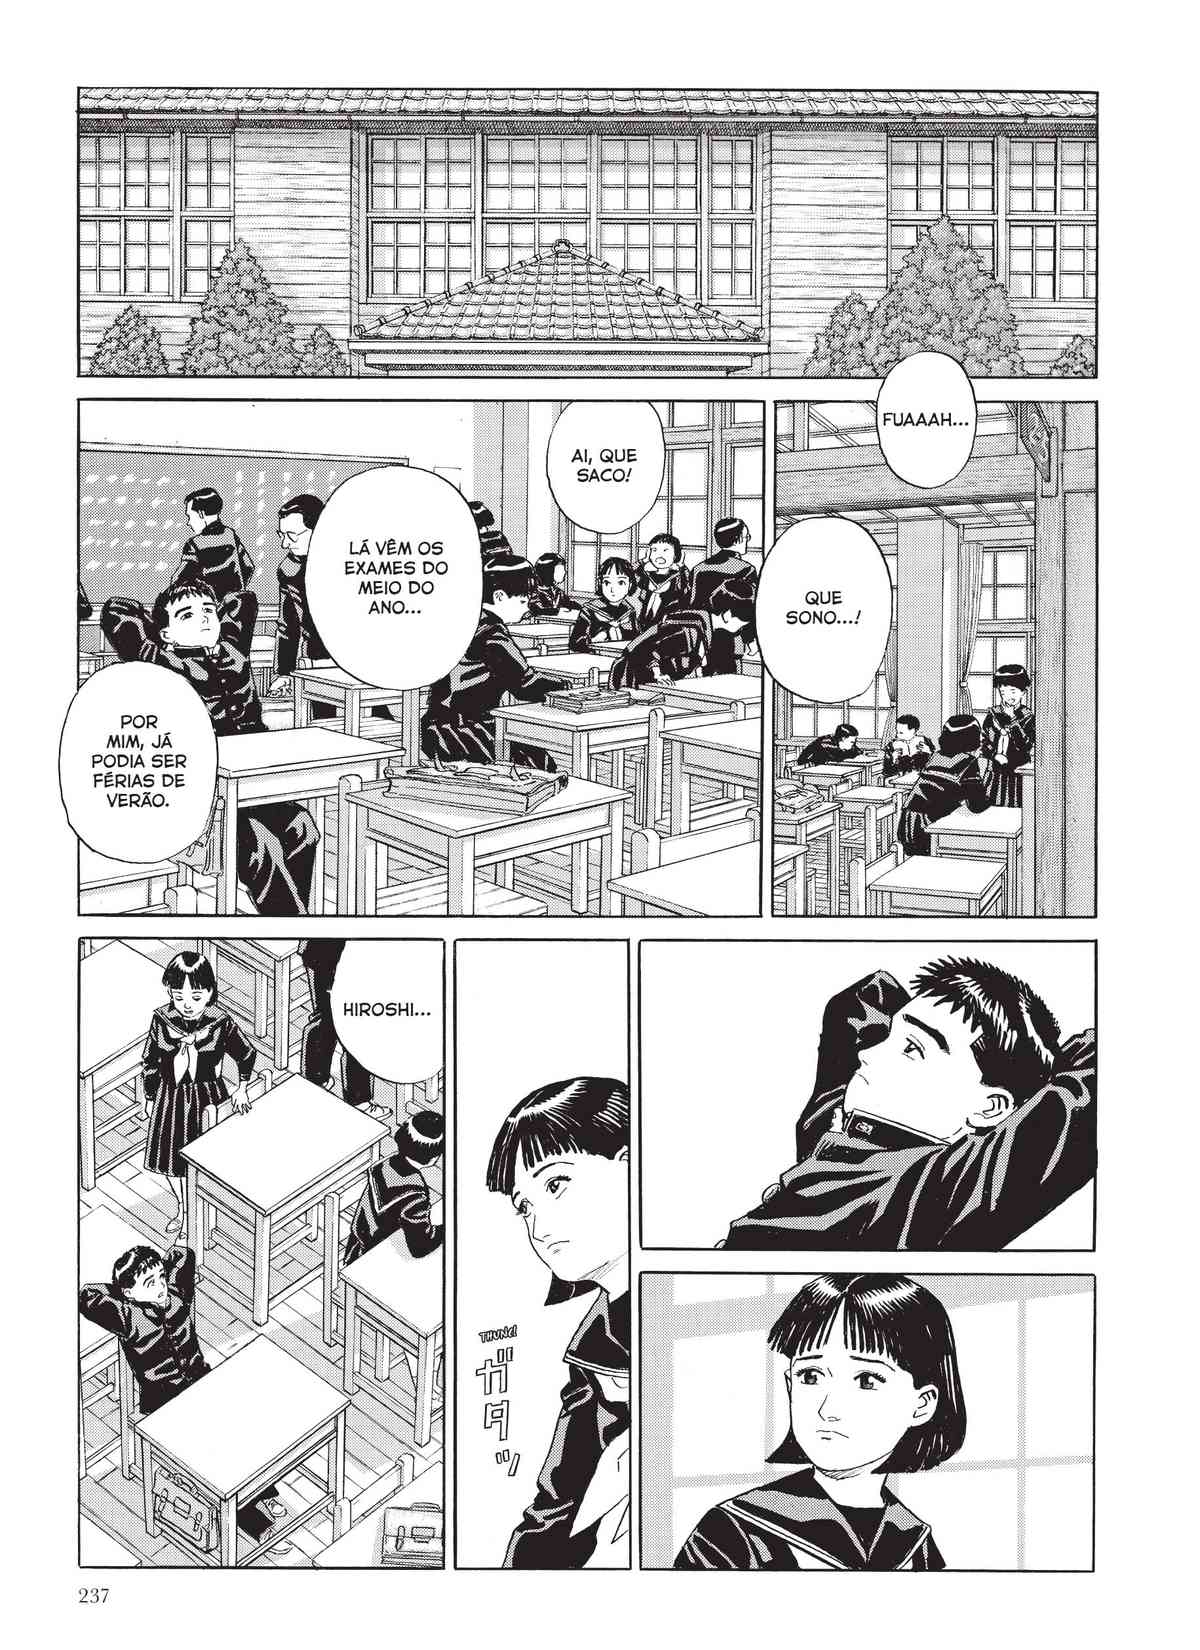 FUAAAH...
QUE
SONO...!
AI, QUE
SACO!
LÁ VÊM OS
EXAMES DO
MEIO DO
ANO...
POR
MIM, JÁ
PODIA SER
FÉRIAS DE
VERÃO.
HIROSHI...
THUNC!
ガタッ
237